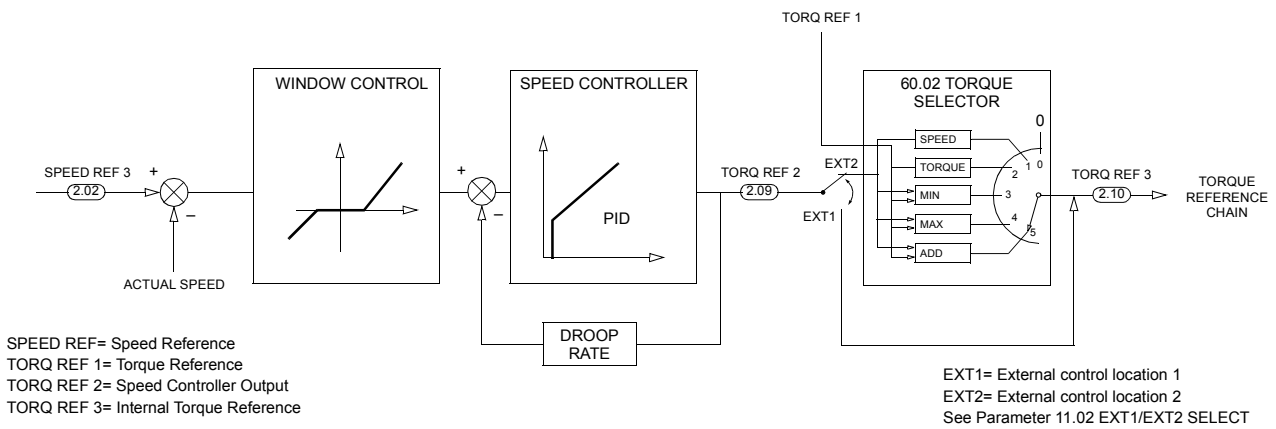 TORQ REF 1
WINDOW CONTROL
SPEED CONTROLLER
60.02 TORQUE
SELECTOR
0
SPEED REF 3
+
2.02
−
ACTUAL SPEED
+
−
PID
DROOP
RATE
TORQ REF 2
2.09
EXT2
EXT1
SPEED
TORQUE
MIN
MAX
ADD
0
1
2
3
4
5
TORQ REF 3
2.10
TORQUE
REFERENCE
CHAIN
SPEED REF= Speed Reference
TORQ REF 1= Torque Reference
TORQ REF 2= Speed Controller Output
TORQ REF 3= Internal Torque Reference
EXT1= External control location 1
EXT2= External control location 2
See Parameter 11.02 EXT1/EXT2 SELECT